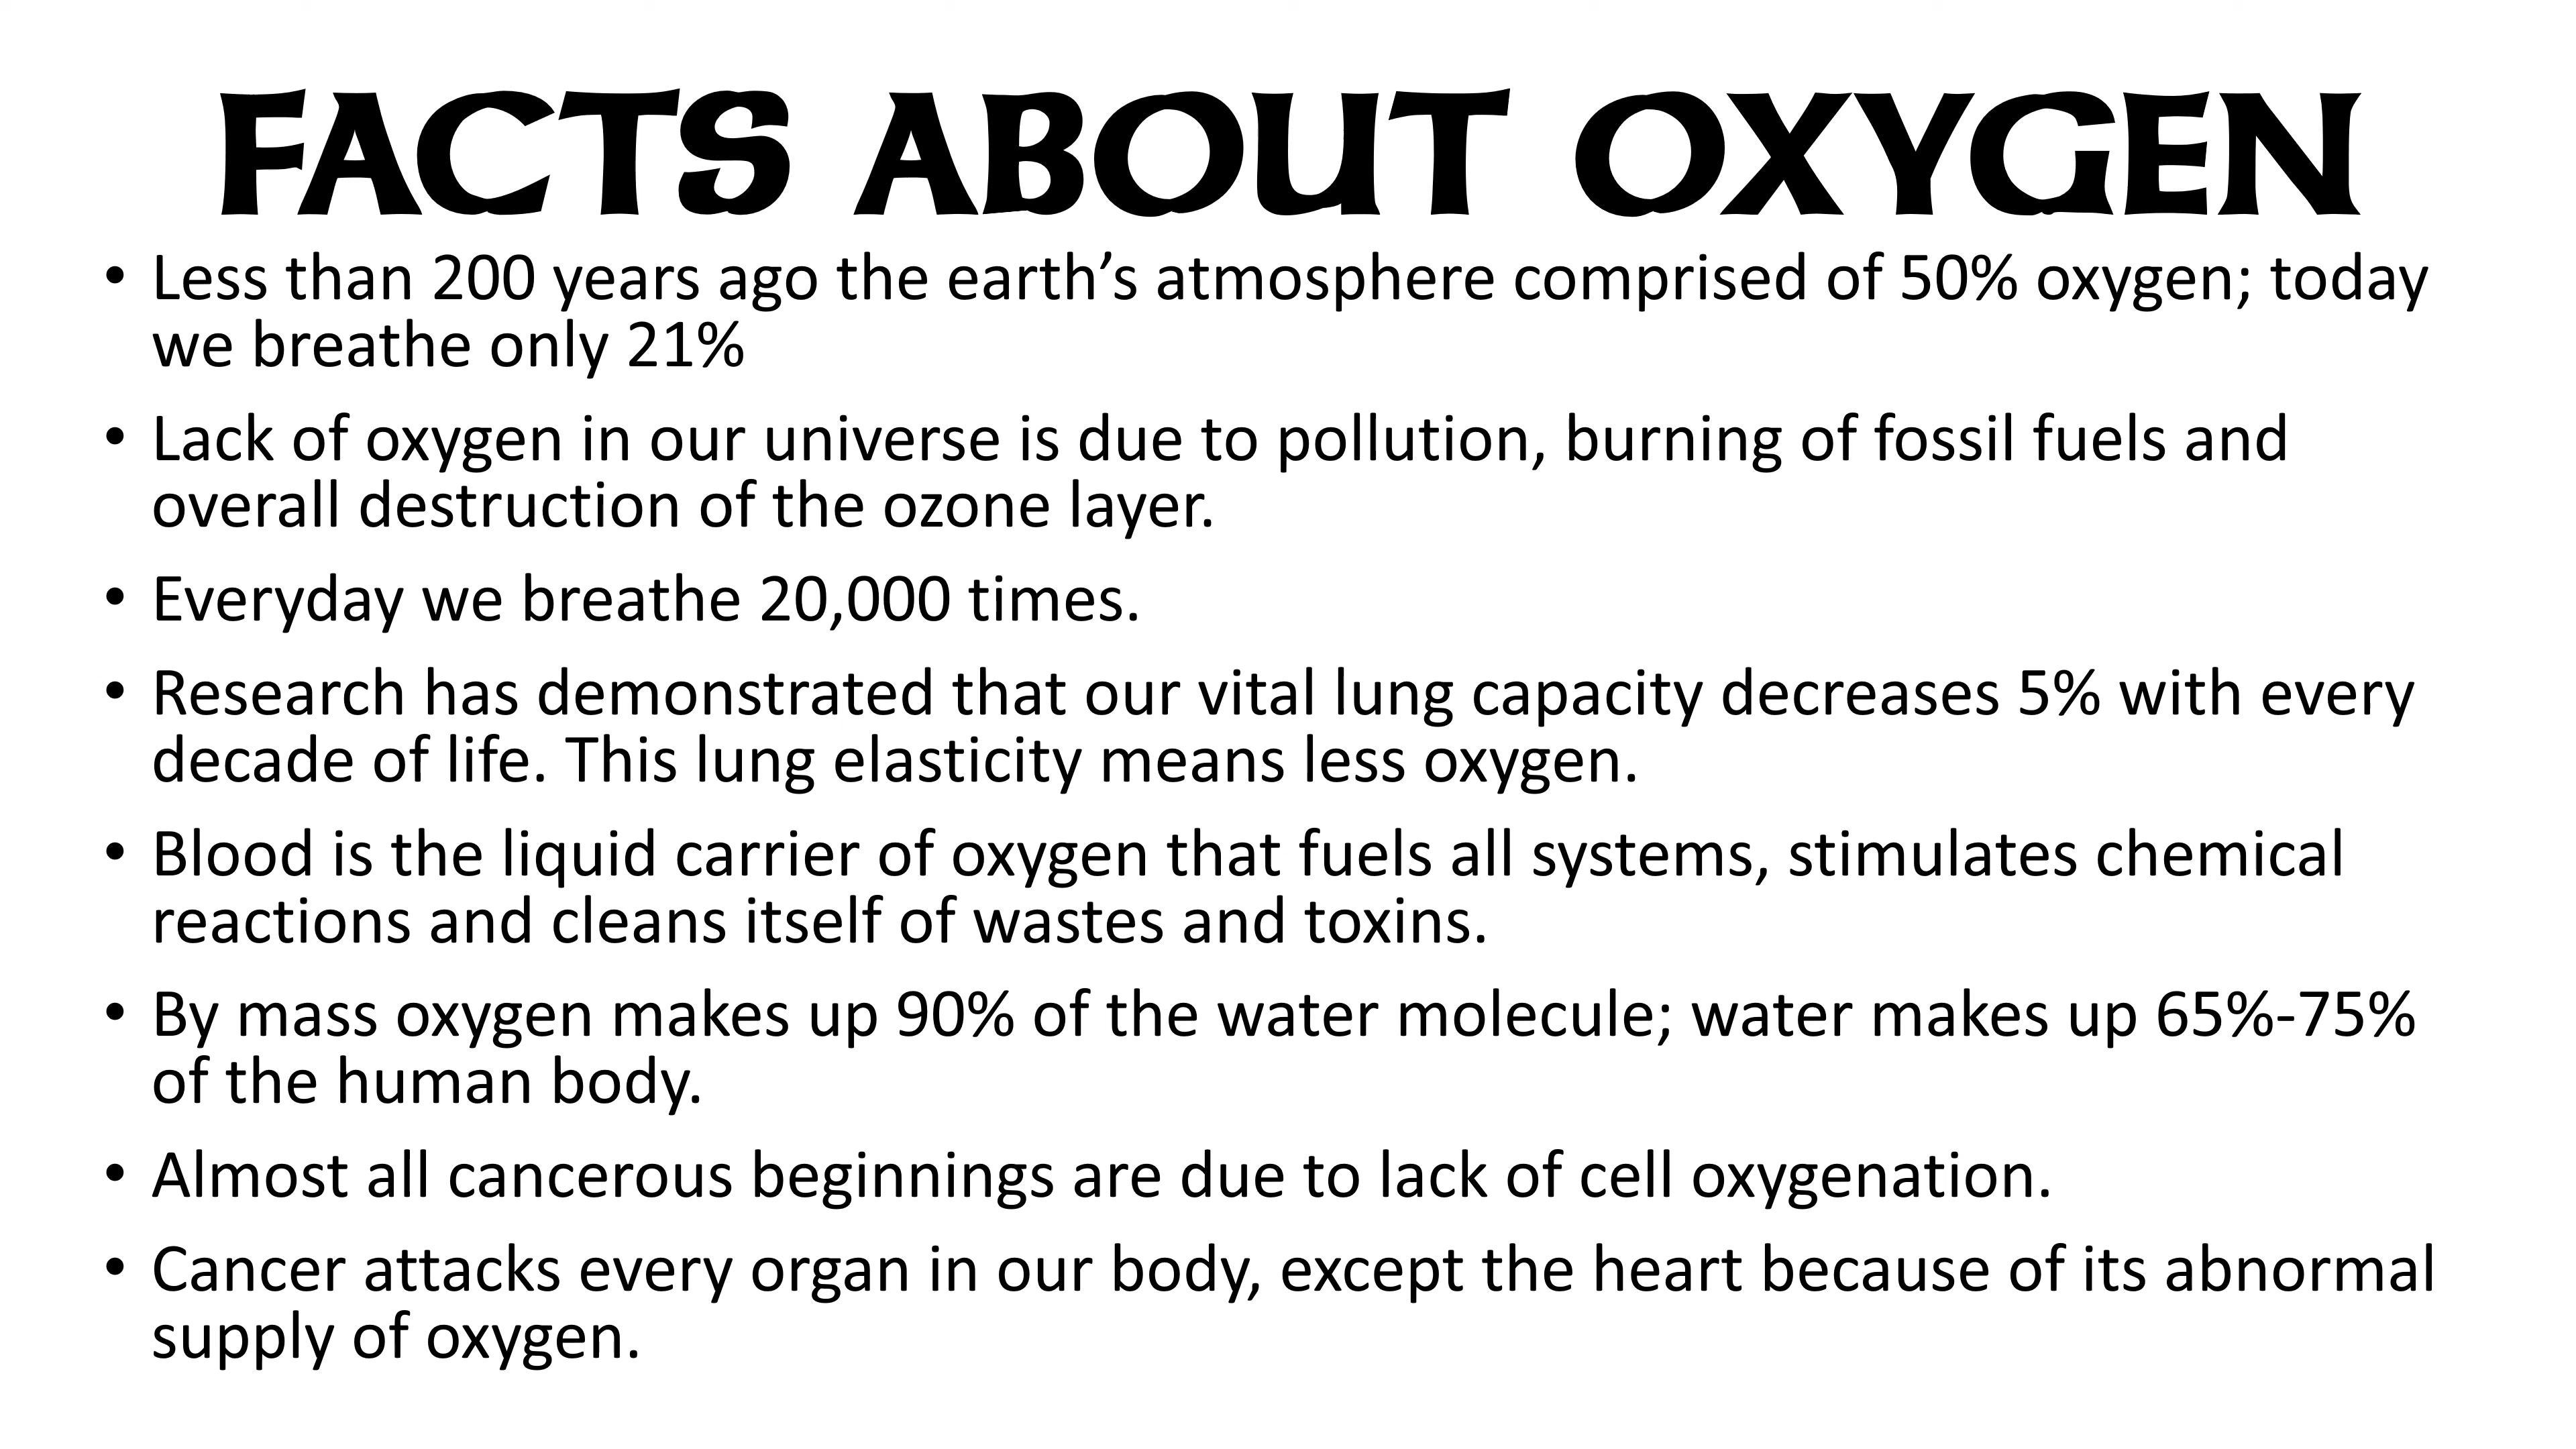 FACTS ABOUT OXYGEN
• Less than 200 years ago the earth’s atmosphere comprised of 50% oxygen; today
we breathe only 21%
• Lack of oxygen in our universe is due to pollution, burning of fossil fuels and
overall destruction of the ozone layer.
• Everyday we breathe 20,000 times.
• Research has demonstrated that our vital lung capacity decreases 5% with every
decade of life. This lung elasticity means less oxygen.
• Blood is the liquid carrier of oxygen that fuels all systems, stimulates chemical
reactions and cleans itself of wastes and toxins.
• By mass oxygen makes up 90% of the water molecule; water makes up 65%-75%
of the human body.
• Almost all cancerous beginnings are due to lack of cell oxygenation.
• Cancer attacks every organ in our body, except the heart because of its abnormal
supply of oxygen.